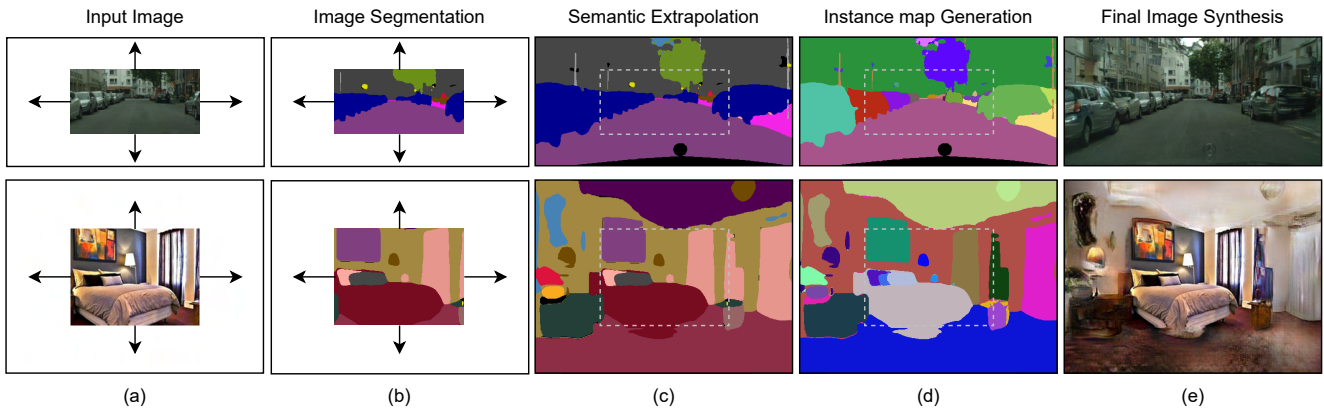 Input Image
Image Segmentation
Semantic Extrapolation
Instance map Generation
Final Image Synthesis
(a)
(b)
(c)
(d)
(e)